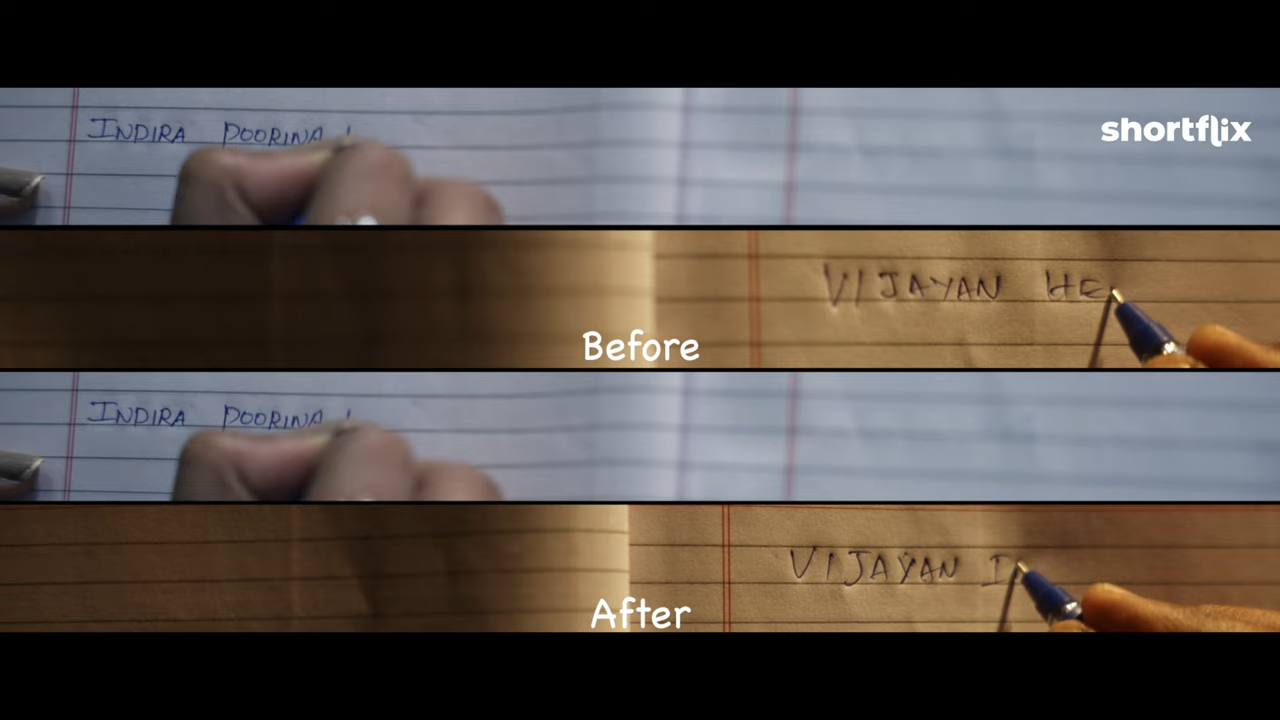 INDIRA POORINA
shortflix
VIJAYAN HE
Before
INDIRA POORINA
VIJAYAN I
After